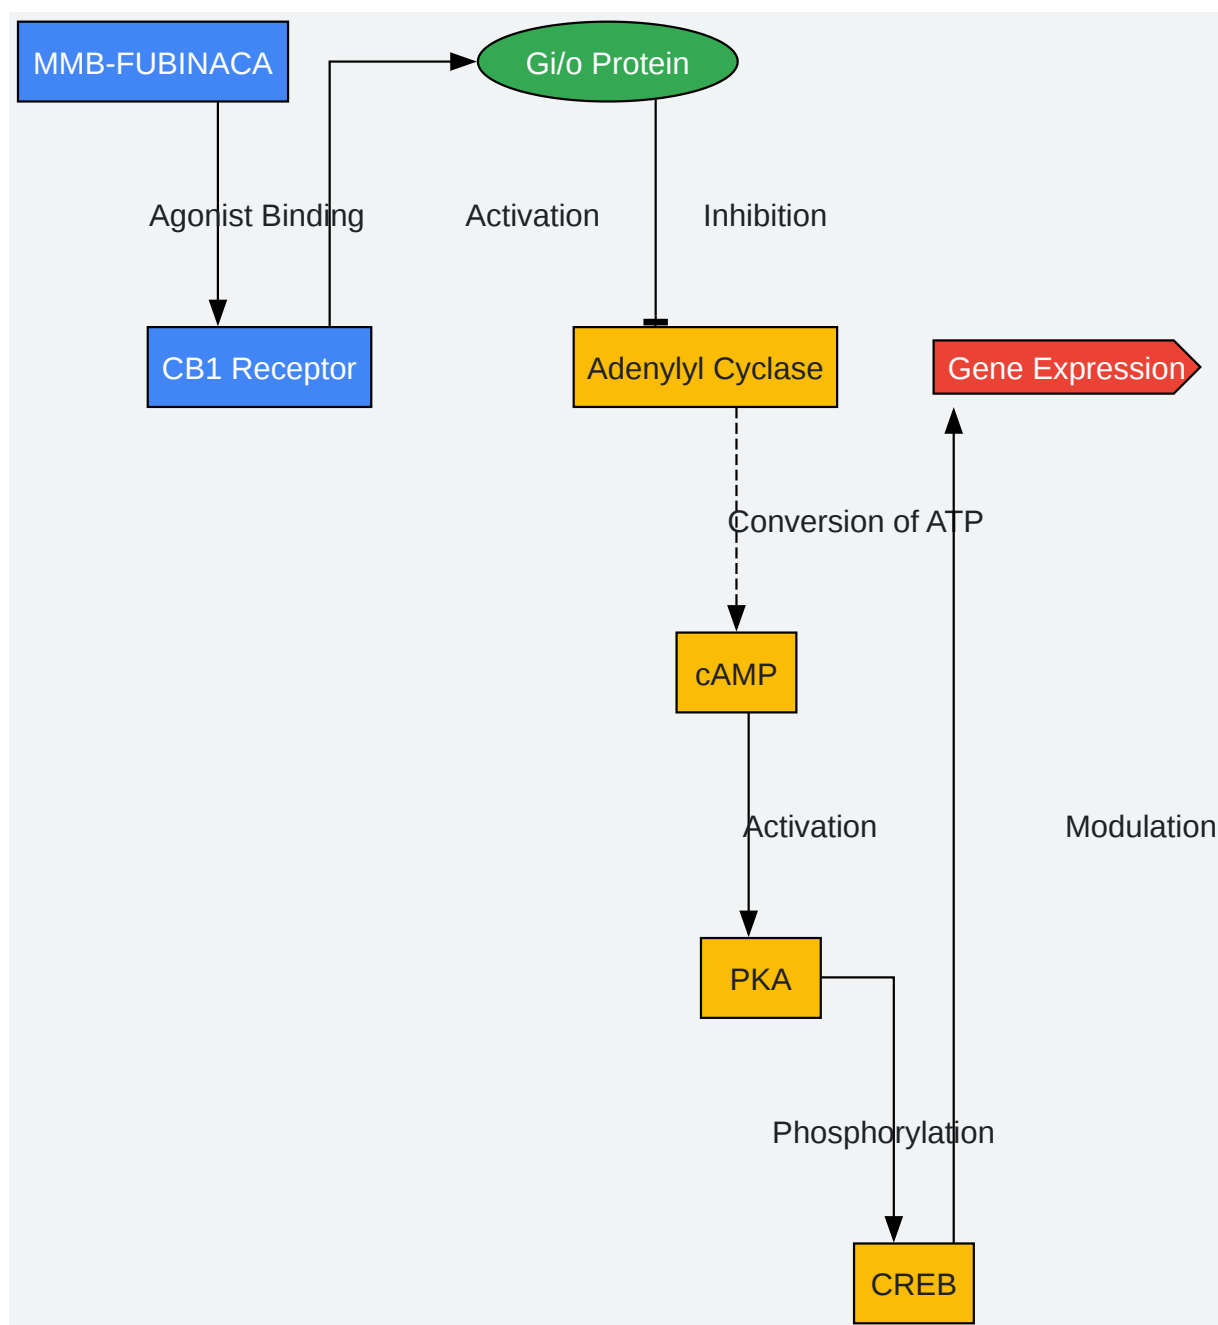 MMB-FUBINACA
Gi/o Protein
Agonist Binding
Activation
Inhibition
CB1 Receptor
Adenylyl Cyclase
Gene Expression
Conversion of ATP
cAMP
Activation
Modulation
PKA
Phosphorylation
CREB